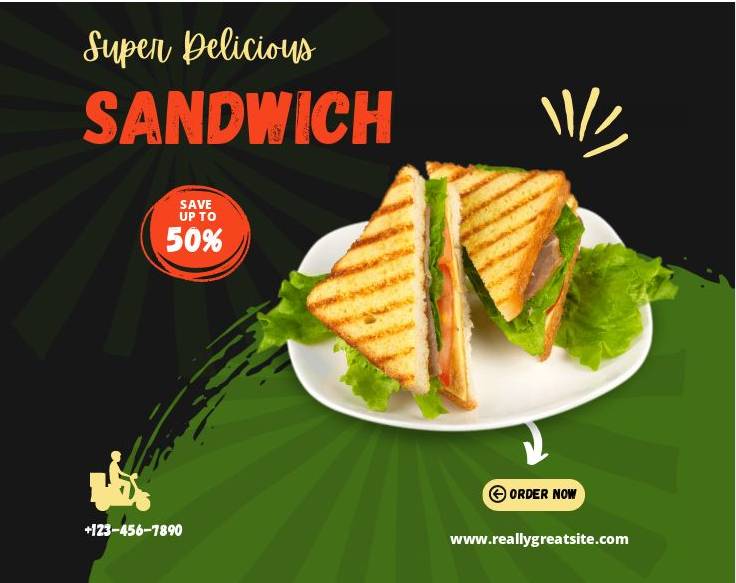 Super Delicious
SANDWICH
SAVE
UP TO
50%
ORDER NOW
+123-456-7890
www.reallygreatsite.com